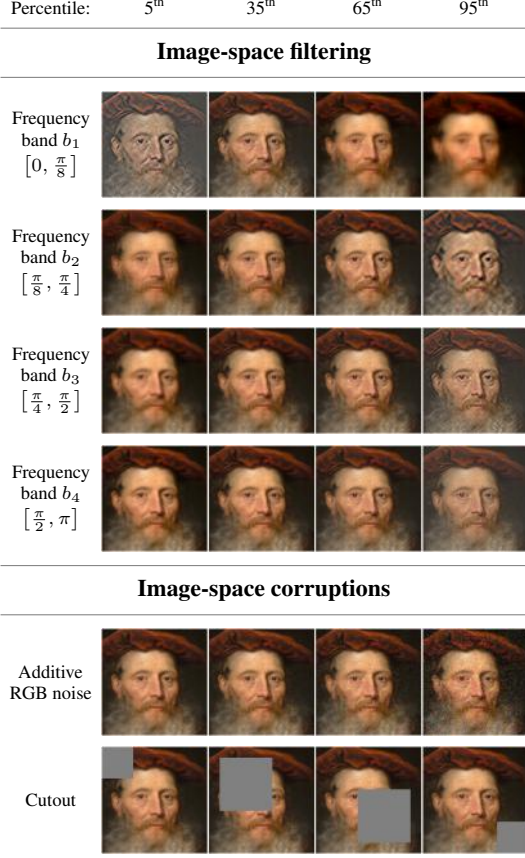 Percentile: 5th 35th 65th 95th
Image-space filtering
Frequency
band b1
[0, π/8]
Frequency
band b2
[π/8, π/4]
Frequency
band b3
[π/4, π/2]
Frequency
band b4
[π/2, π]
Image-space corruptions
Additive
RGB noise
Cutout